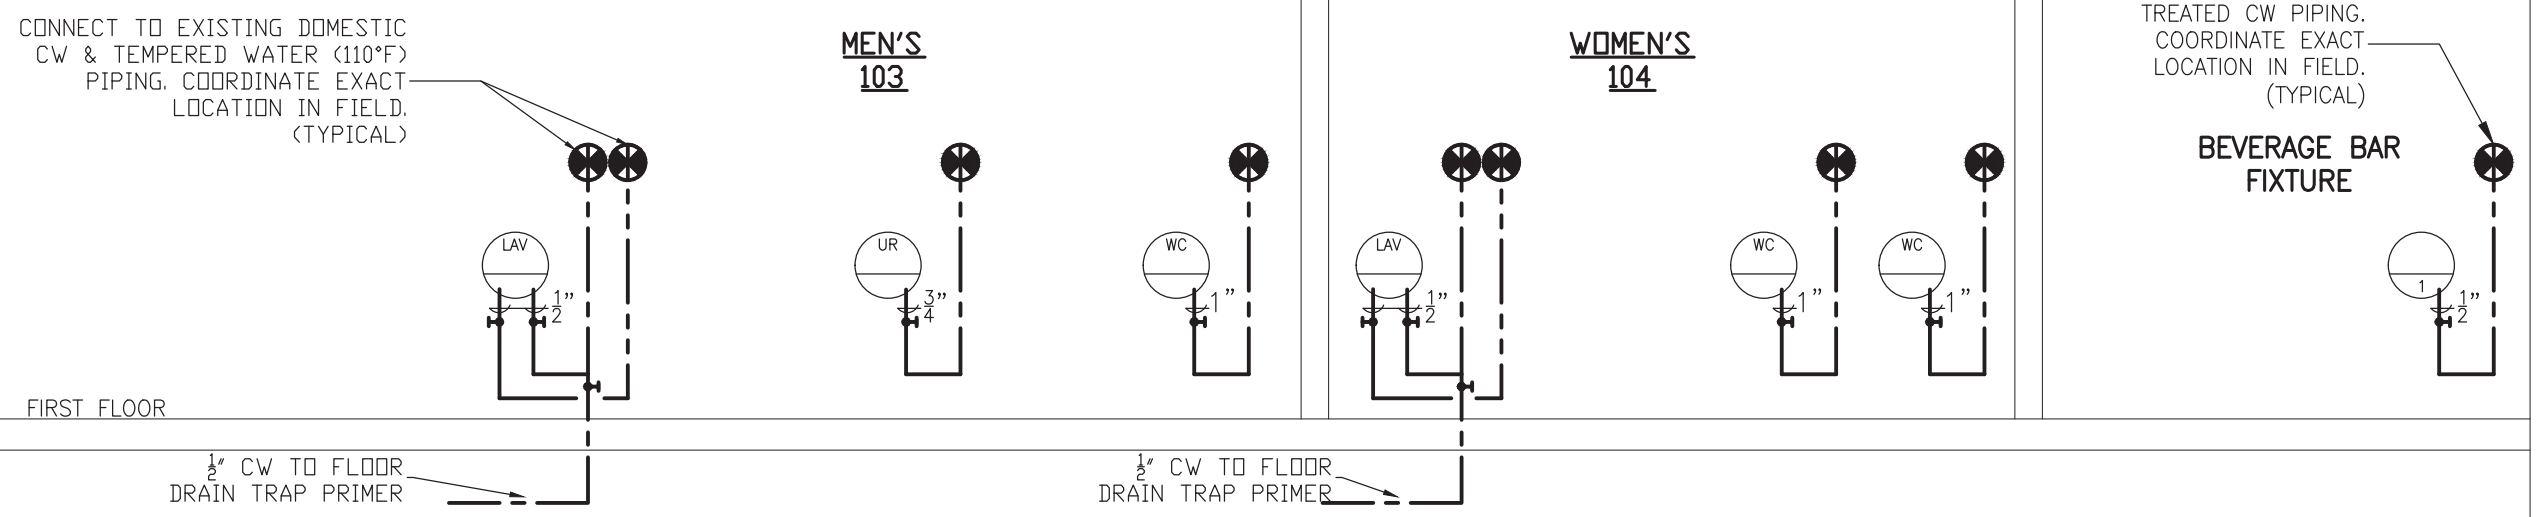 CONNECT TO EXISTING DOMESTIC
CW & TEMPERED WATER (110°F)
PIPING. COORDINATE EXACT
LOCATION IN FIELD.
(TYPICAL)
MEN'S
103
WOMEN'S
104
TREATED CW PIPING.
COORDINATE EXACT
LOCATION IN FIELD.
(TYPICAL)
BEVERAGE BAR
FIXTURE
LAV
1/2"
UR
3/4"
WC
1"
LAV
1/2"
WC
1"
WC
1"
1
1/2"
FIRST FLOOR
1/2" CW TO FLOOR
DRAIN TRAP PRIMER
1/2" CW TO FLOOR
DRAIN TRAP PRIMER